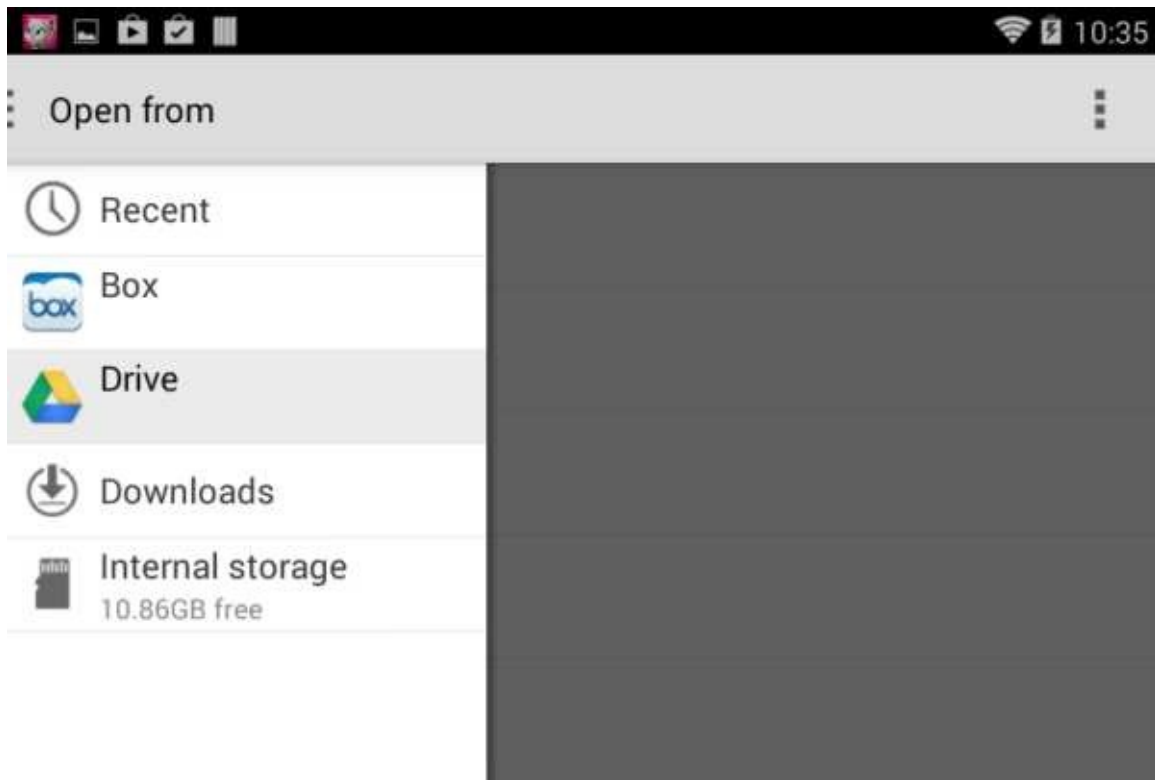 10:35
Open from
Recent
box
Box
Drive
Downloads
Internal storage
10.86GB free